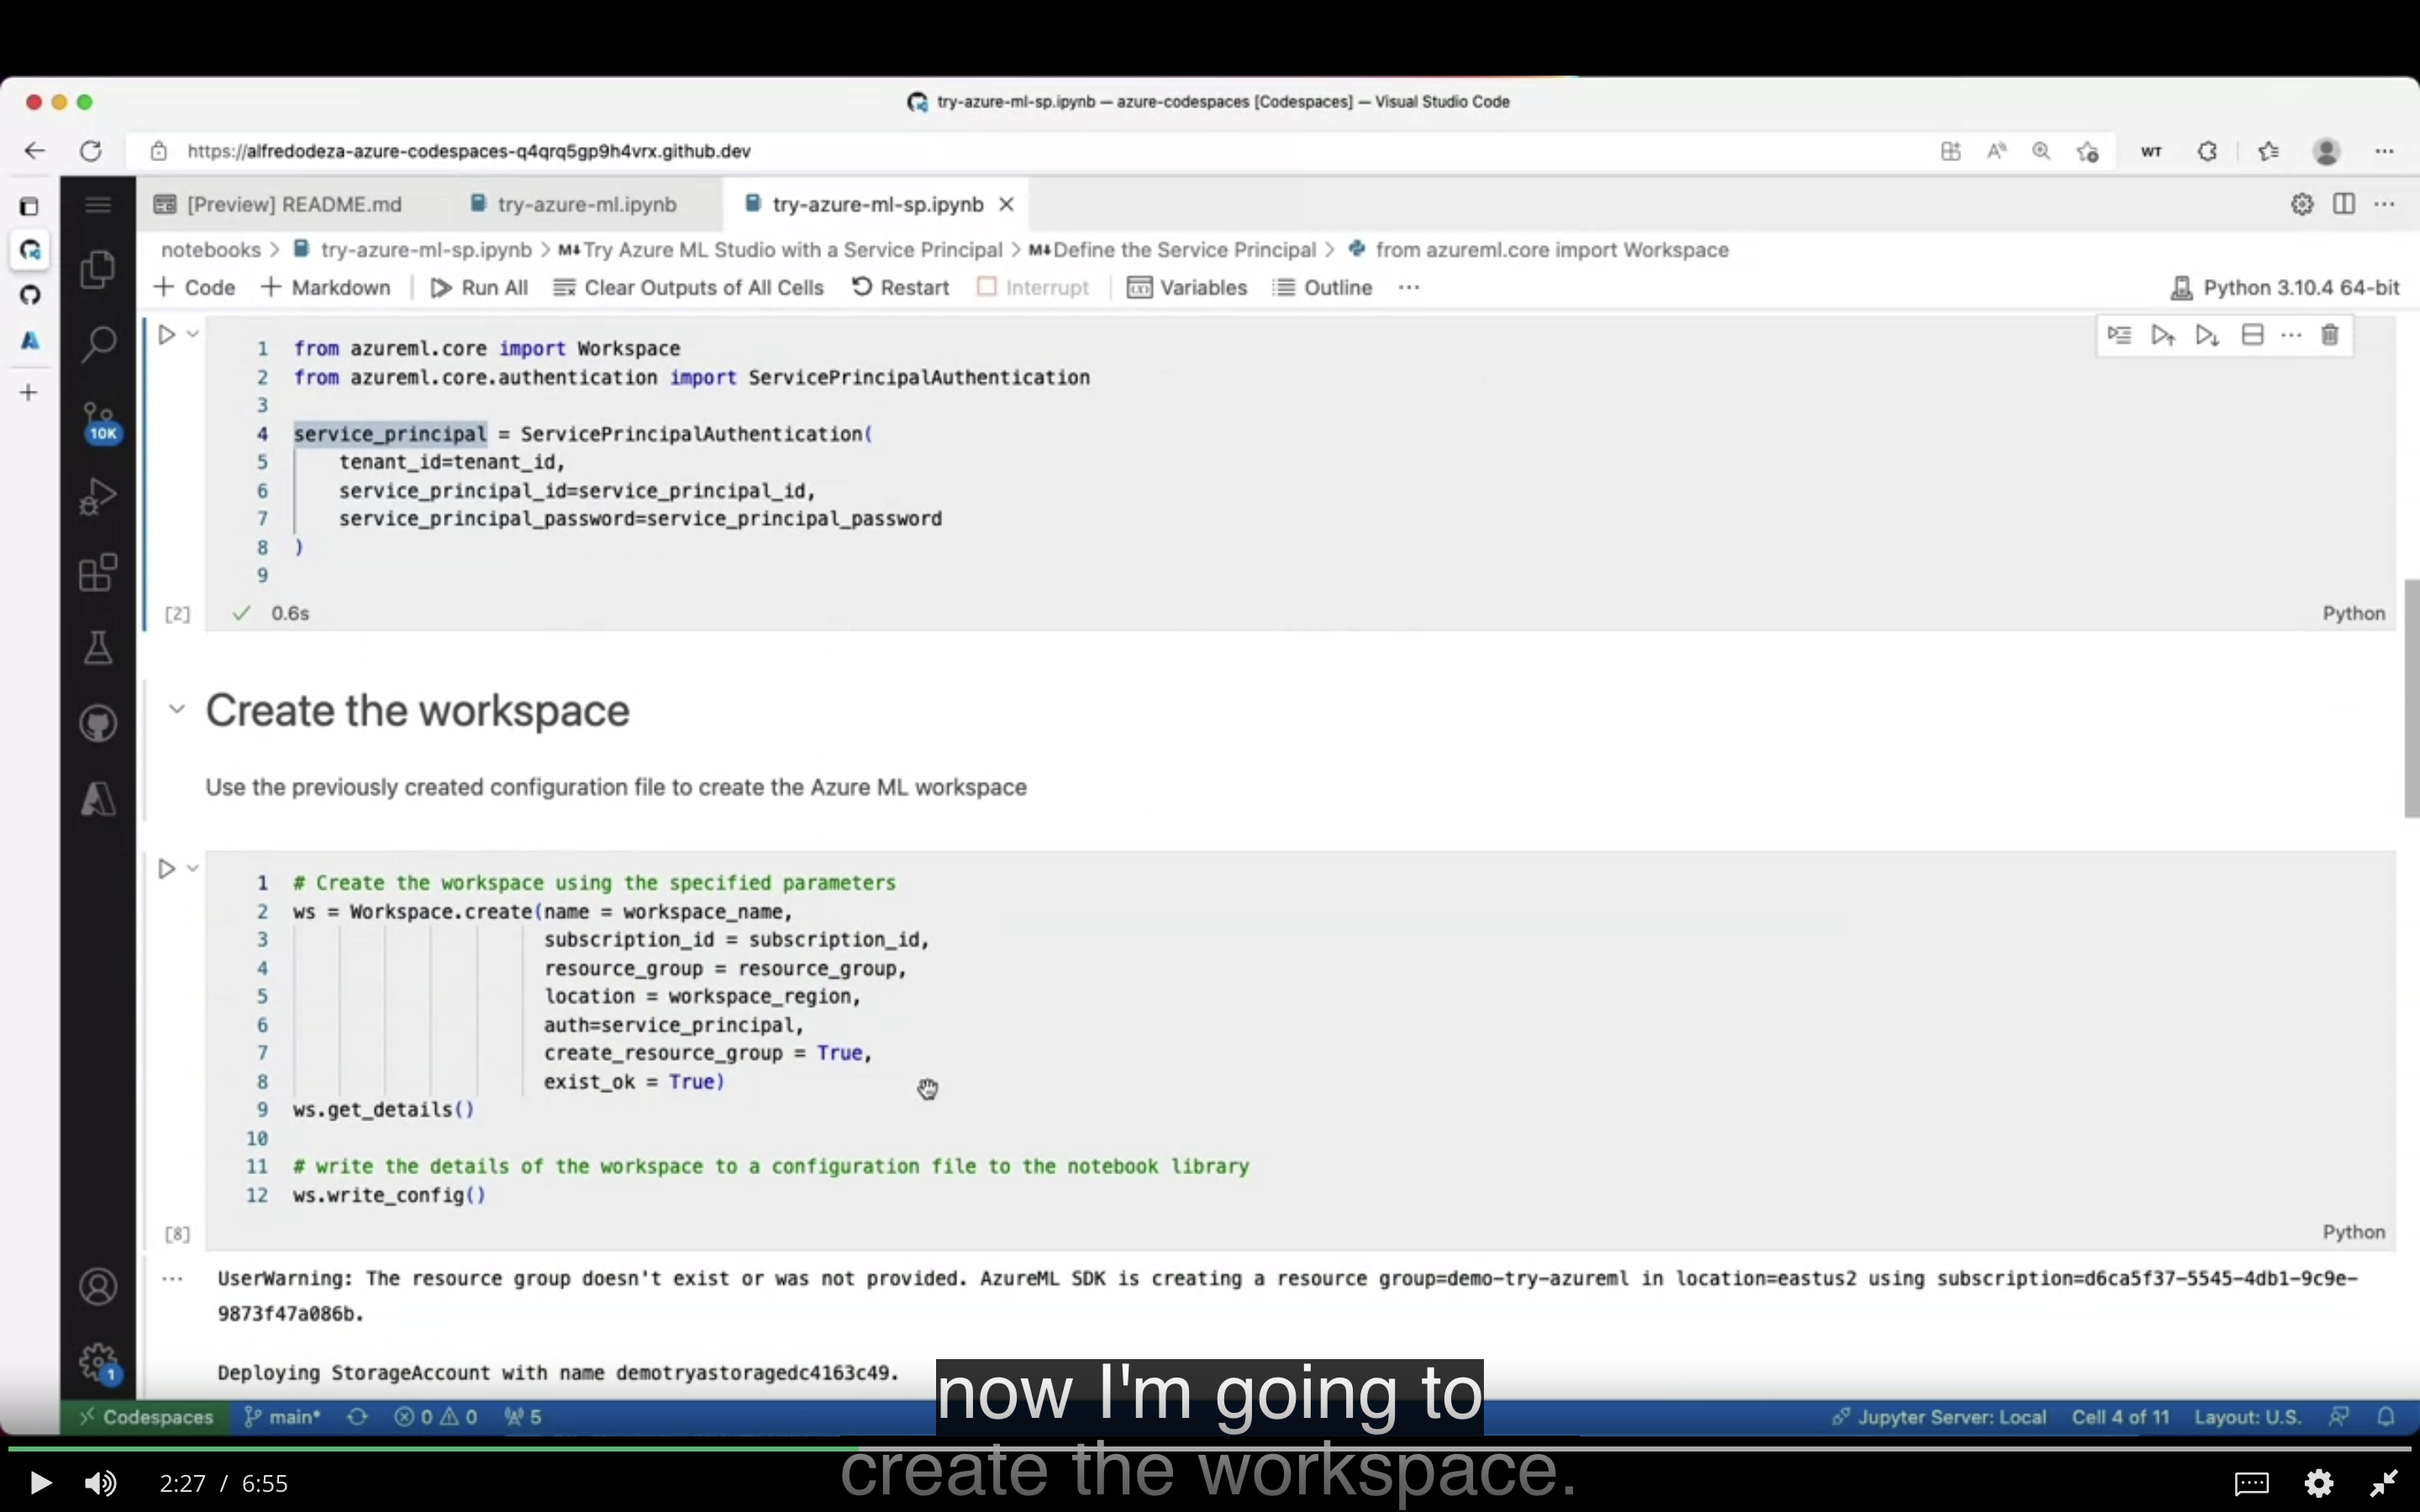 try-azure-ml-sp.ipynb — azure-codespaces [Codespaces] — Visual Studio Code
https://alfredodeza-azure-codespaces-q4qrq5gp9h4vrx.github.dev
WT
[Preview] README.md
try-azure-ml.ipynb
try-azure-ml-sp.ipynb
notebooks > try-azure-ml-sp.ipynb > M↓Try Azure ML Studio with a Service Principal > M↓Define the Service Principal > from azureml.core import Workspace
+ Code + Markdown Run All Clear Outputs of All Cells Restart Interrupt Variables Outline ··· Python 3.10.4 64-bit
10K
1 from azureml.core import Workspace
2 from azureml.core.authentication import ServicePrincipalAuthentication
3
4 service_principal = ServicePrincipalAuthentication(
5 tenant_id=tenant_id,
6 service_principal_id=service_principal_id,
7 service_principal_password=service_principal_password
8 )
9
[2] ✓ 0.6s Python
Create the workspace
Use the previously created configuration file to create the Azure ML workspace
1 # Create the workspace using the specified parameters
2 ws = Workspace.create(name = workspace_name,
3 subscription_id = subscription_id,
4 resource_group = resource_group,
5 location = workspace_region,
6 auth=service_principal,
7 create_resource_group = True,
8 exist_ok = True)
9 ws.get_details()
10
11 # write the details of the workspace to a configuration file to the notebook library
12 ws.write_config()
[8] Python
UserWarning: The resource group doesn't exist or was not provided. AzureML SDK is creating a resource group=demo-try-azureml in location=eastus2 using subscription=d6ca5f37-5545-4db1-9c9e-
9873f47a086b.
Deploying StorageAccount with name demotryastoragedc4163c49.
1
Codespaces main* 0 0 5 Jupyter Server: Local Cell 4 of 11 Layout: U.S.
now I'm going to
create the workspace.
2:27 / 6:55